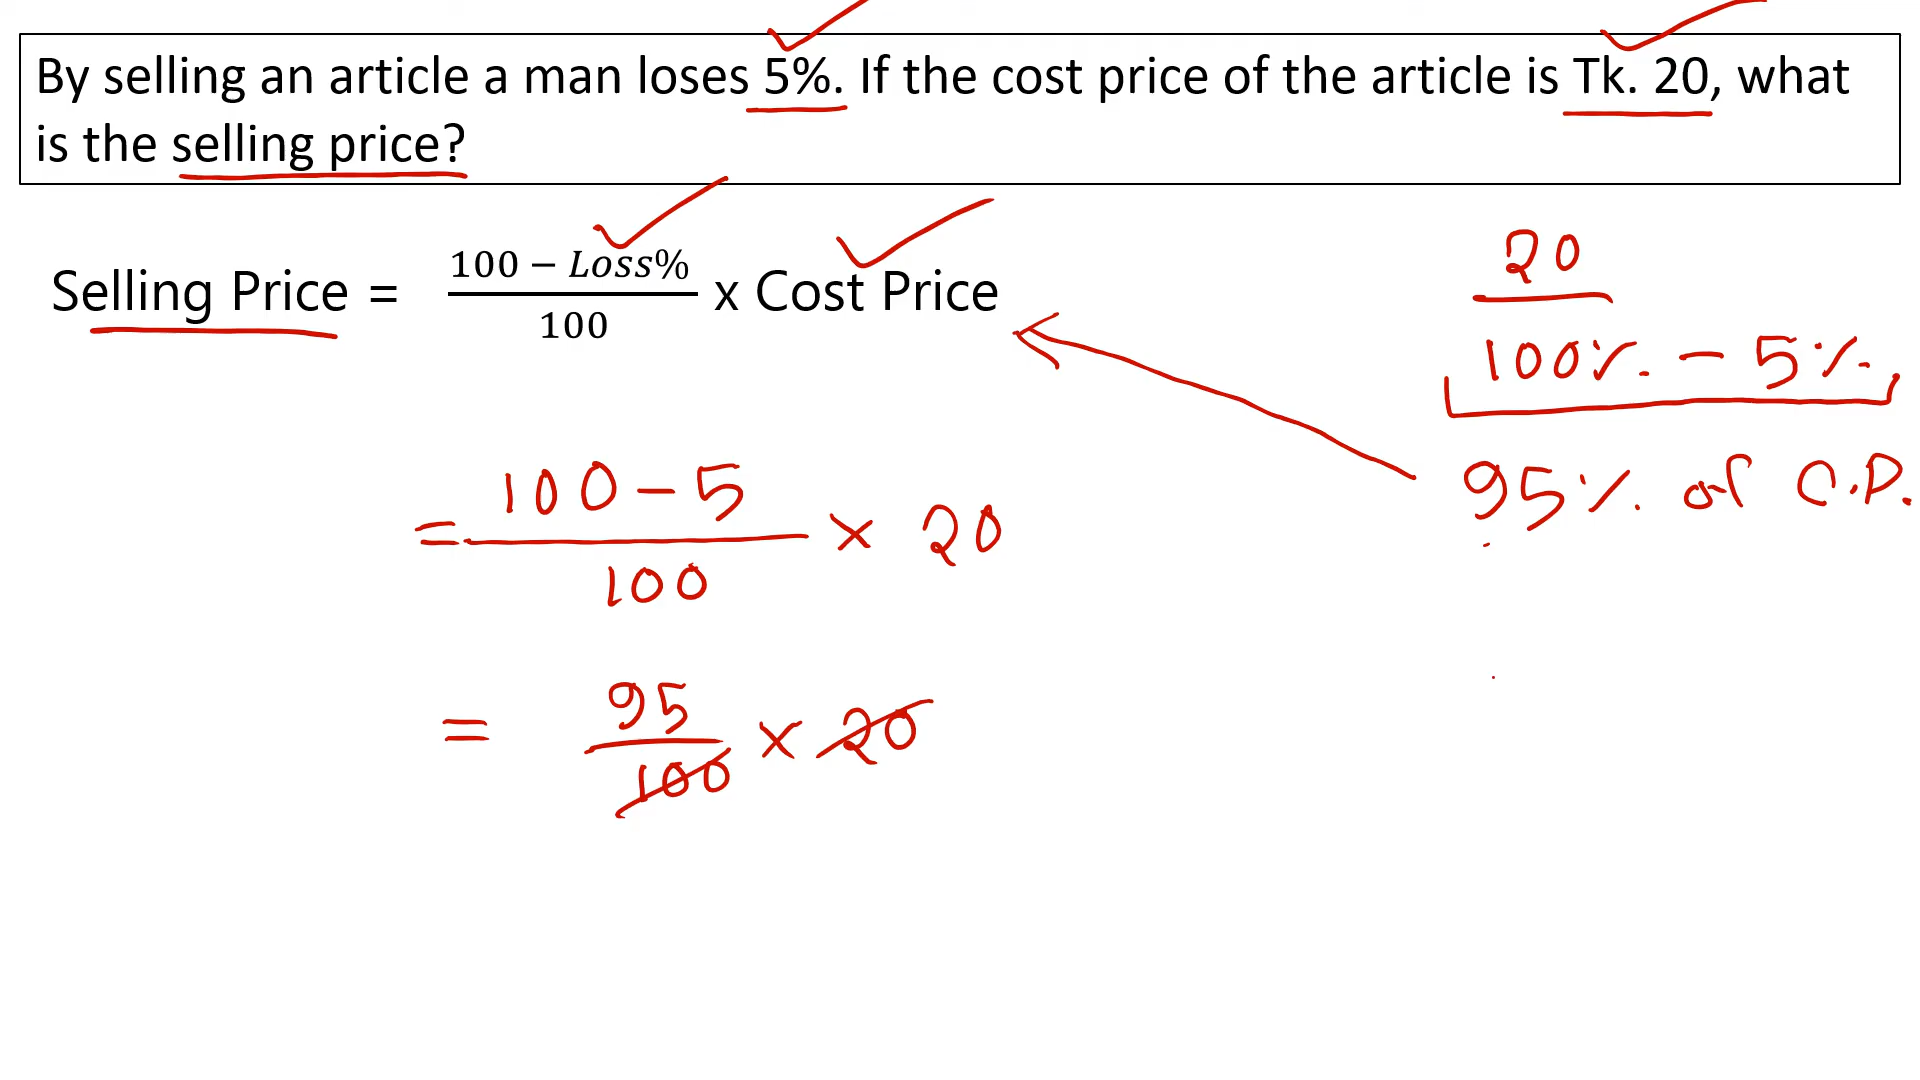 By selling an article a man loses 5%. If the cost price of the article is Tk. 20, what
is the selling price?
Selling Price = (100 − Loss%)/100 x Cost Price
20
100% − 5%
95% of C.P.
= (100 − 5)/100 × 20
= 95/100 × 20